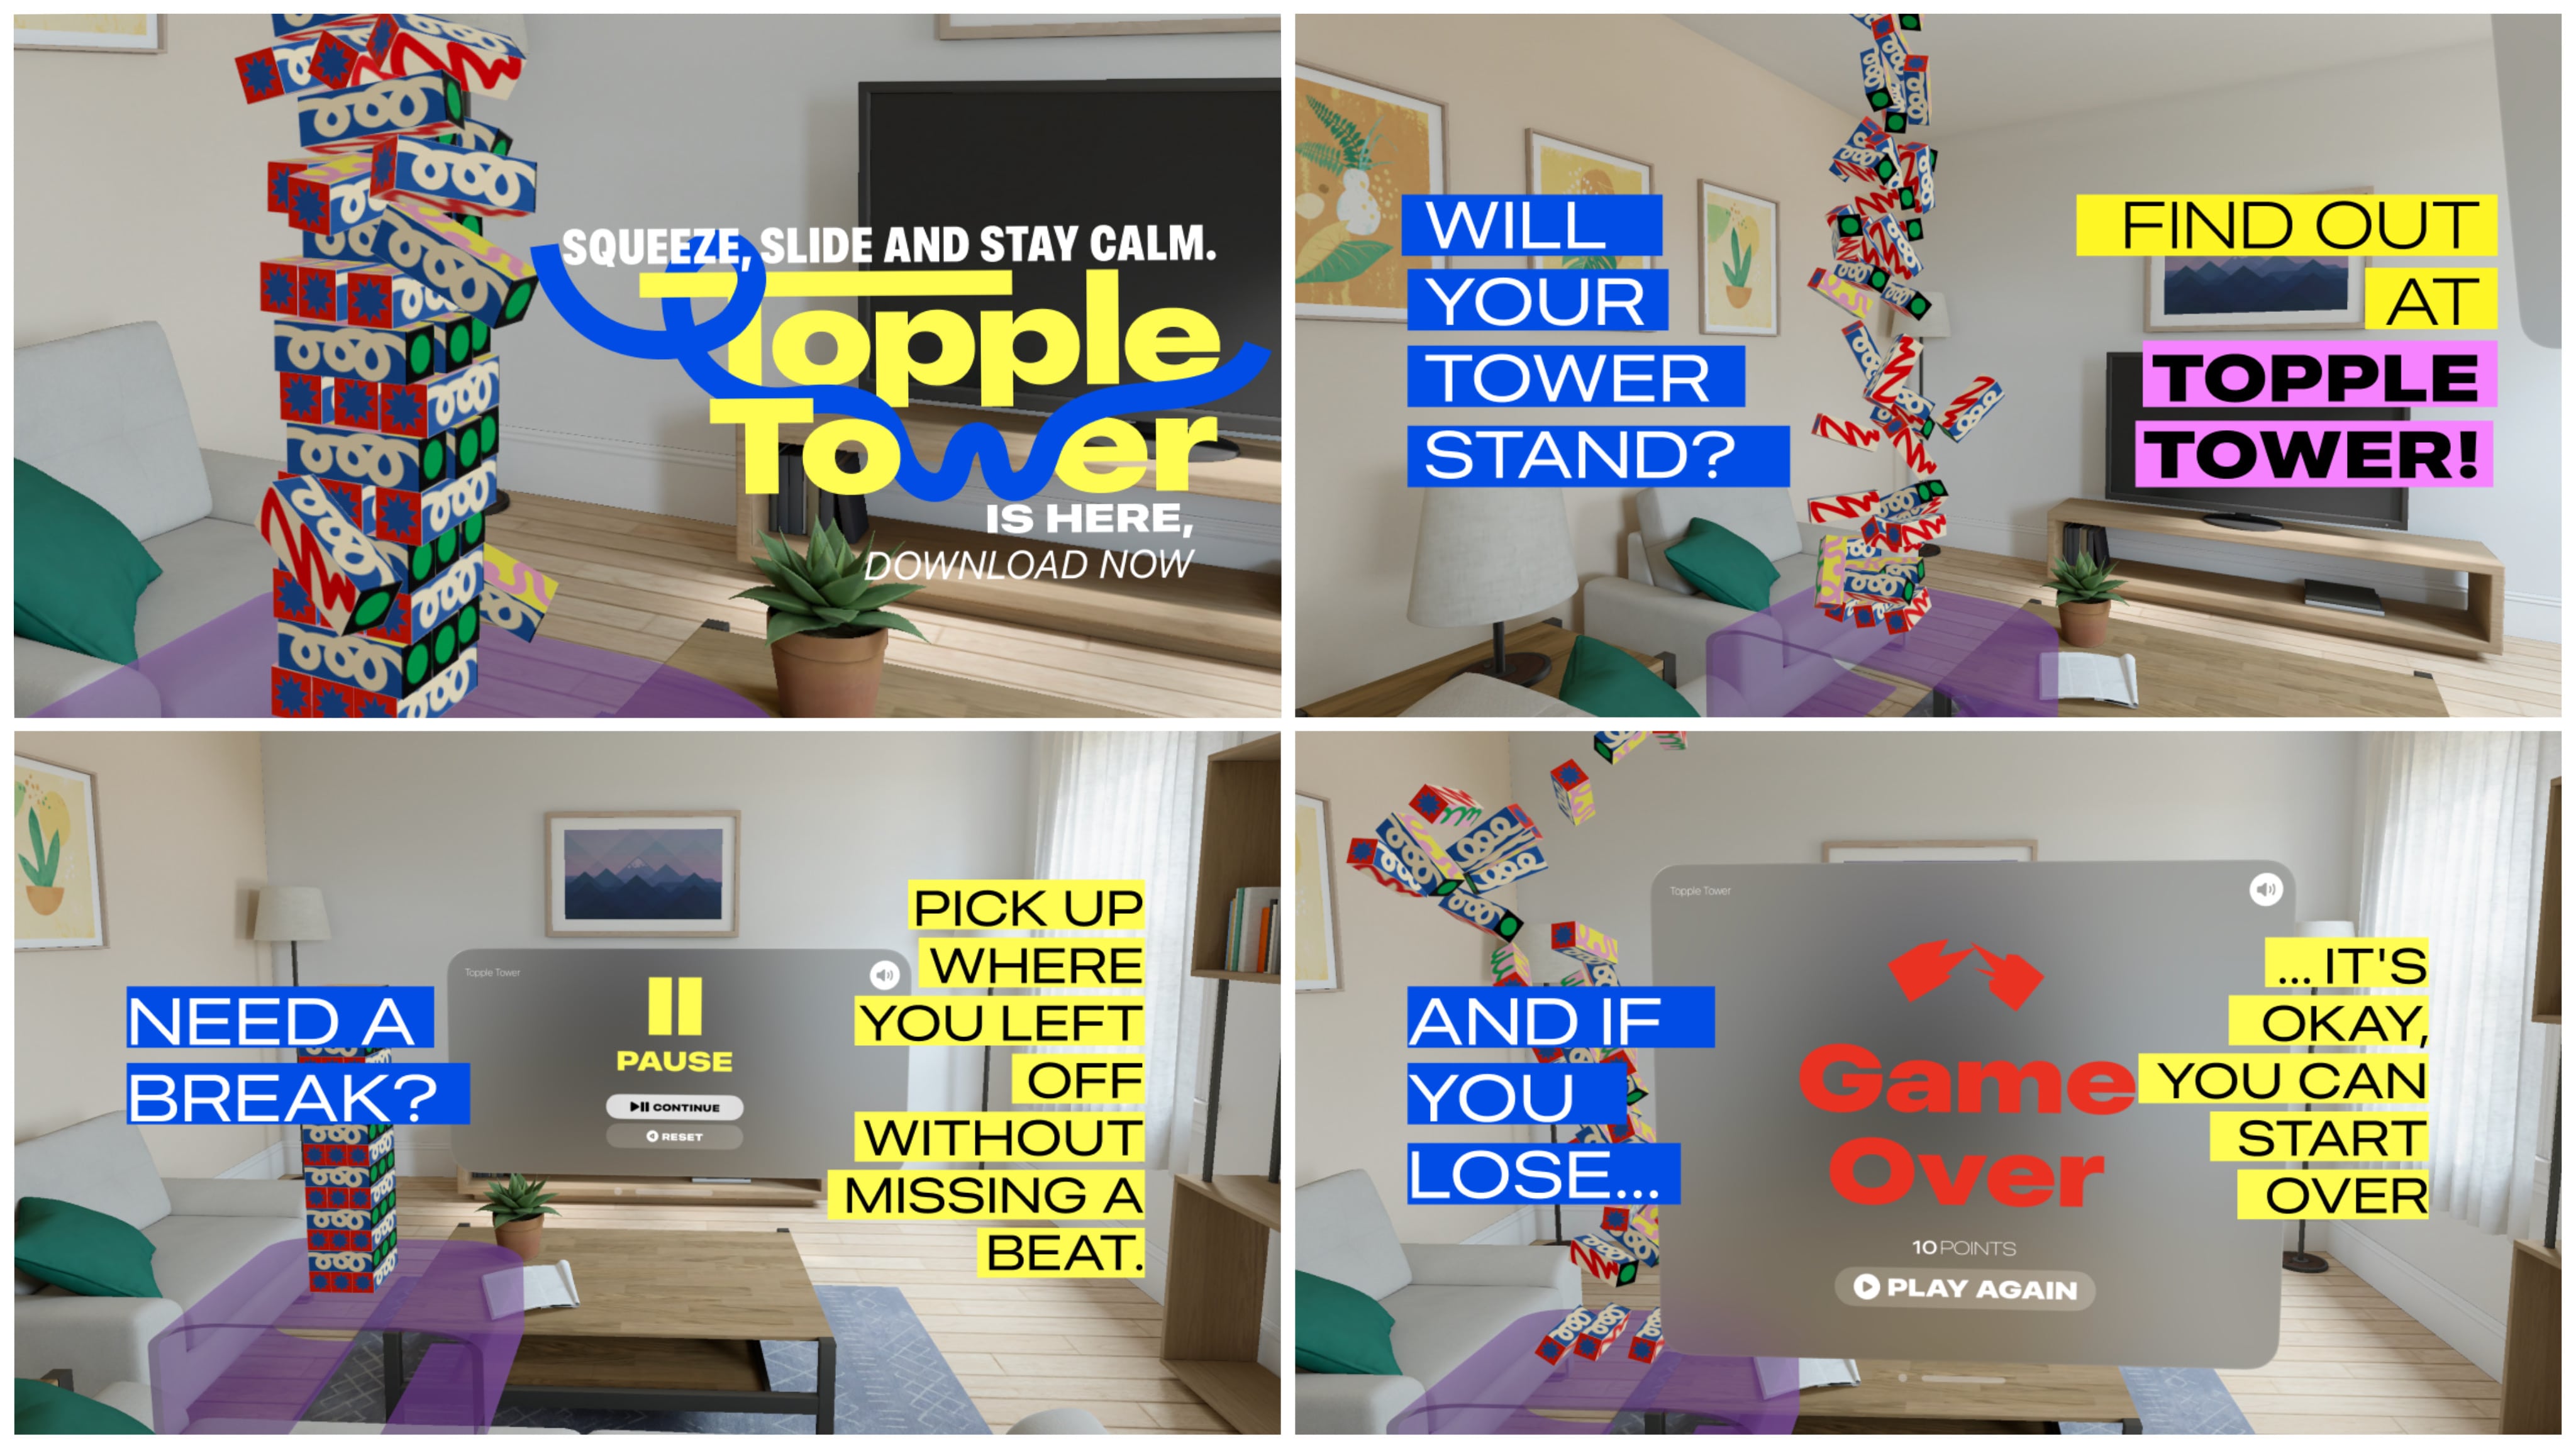 SQUEEZE, SLIDE AND STAY CALM.
Topple
Tower
IS HERE,
DOWNLOAD NOW
WILL
YOUR
TOWER
STAND?
FIND OUT
AT
TOPPLE
TOWER!
NEED A
BREAK?
Topple Tower
PAUSE
CONTINUE
RESET
PICK UP
WHERE
YOU LEFT
OFF
WITHOUT
MISSING A
BEAT.
AND IF
YOU
LOSE...
Topple Tower
Game
Over
10 POINTS
PLAY AGAIN
... IT'S
OKAY,
YOU CAN
START
OVER